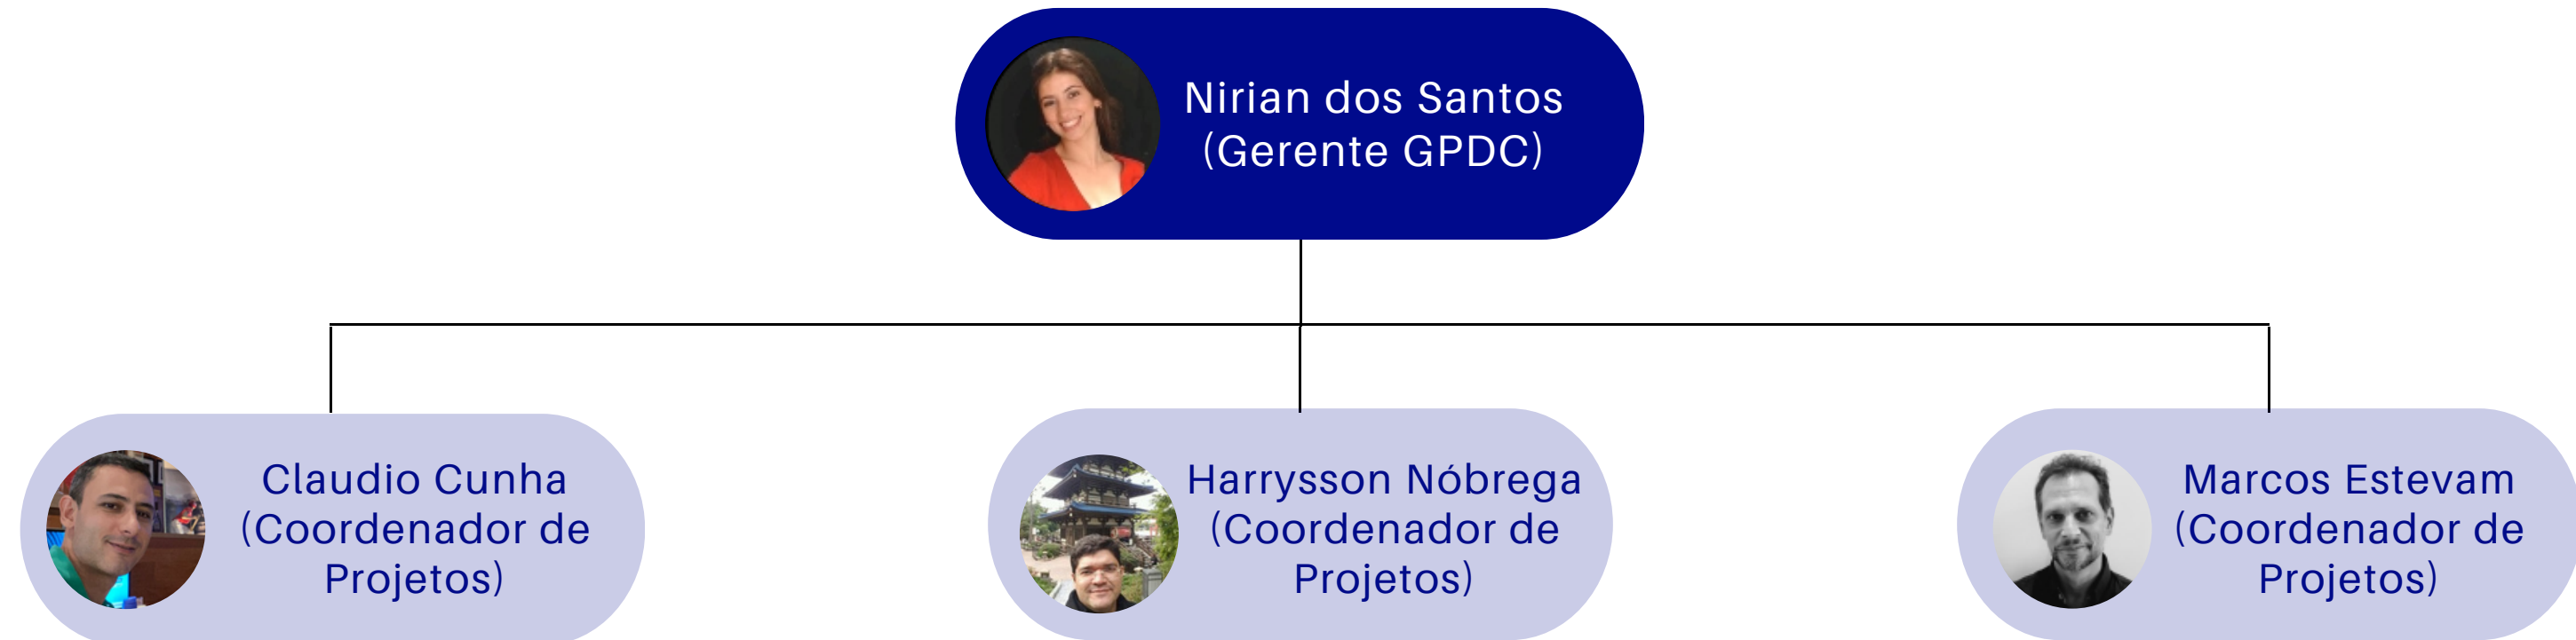 Nirian dos Santos
(Gerente GPDC)
Claudio Cunha
(Coordenador de
Projetos)
Harrysson Nóbrega
(Coordenador de
Projetos)
Marcos Estevam
(Coordenador de
Projetos)